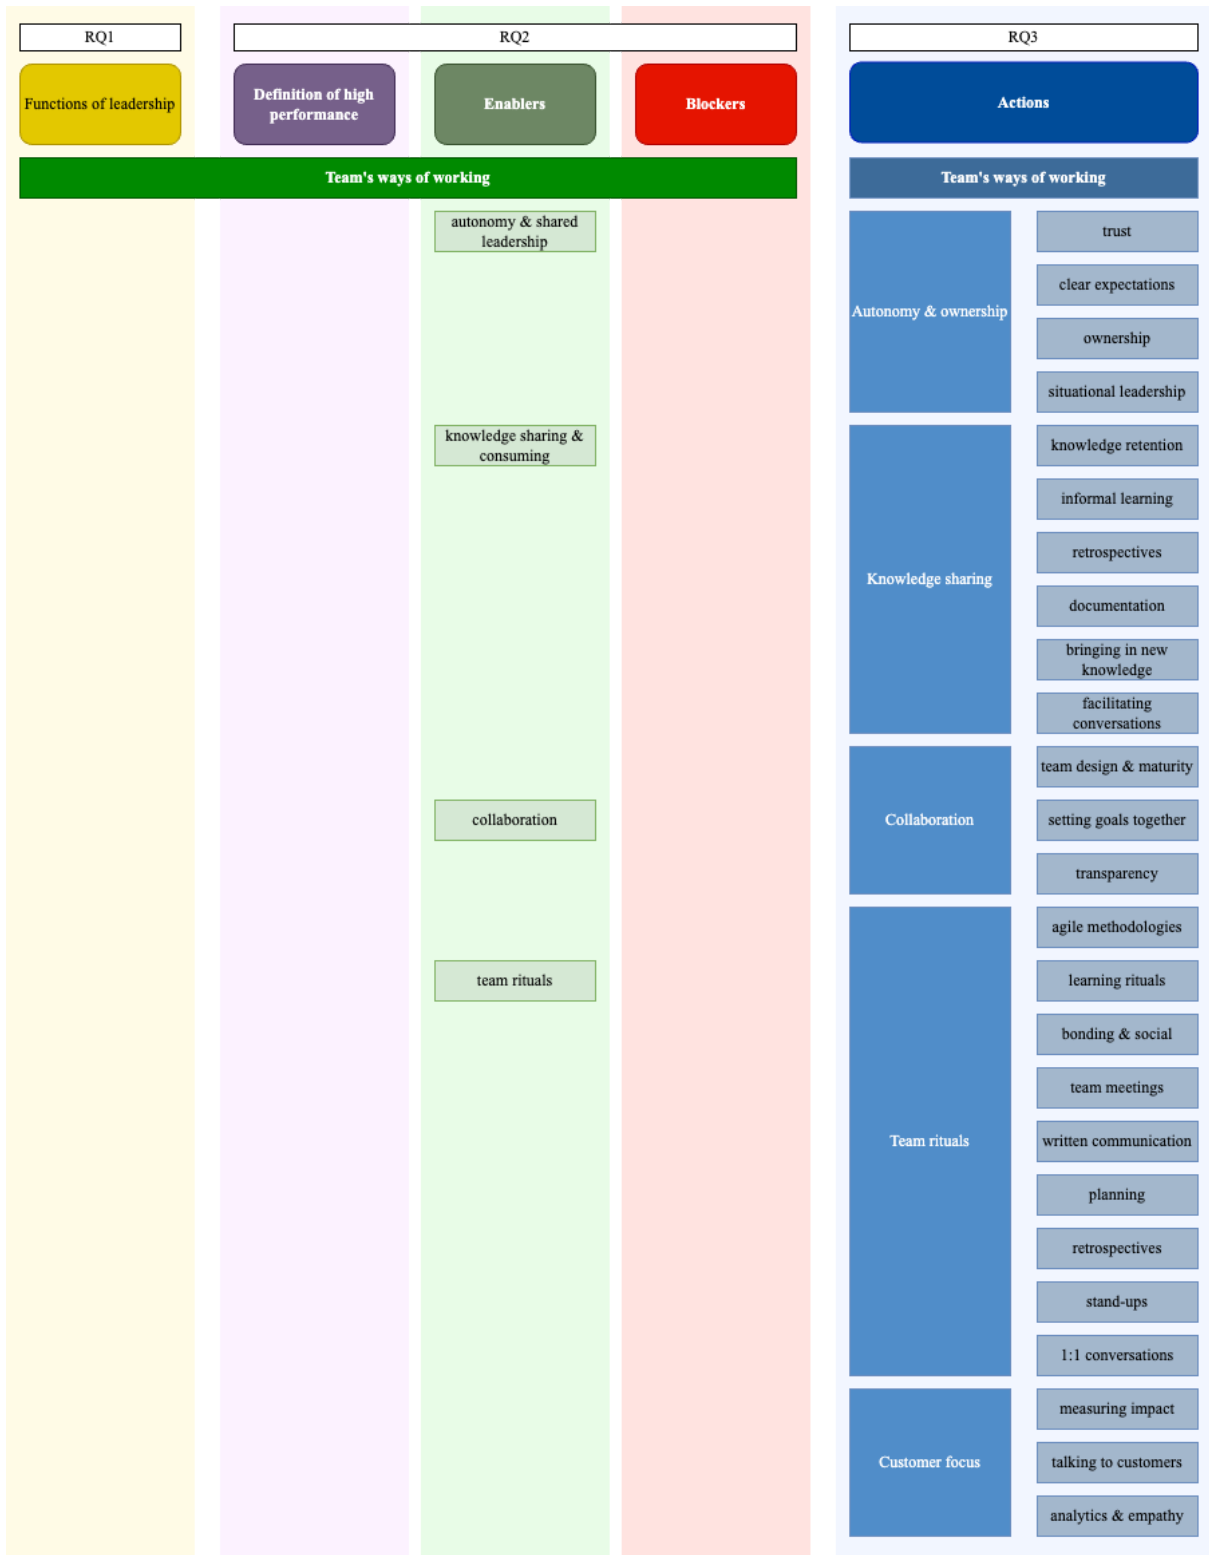 RQ1
RQ2
RQ3
Functions of leadership
Definition of high
performance
Enablers
Blockers
Actions
Team's ways of working
Team's ways of working
autonomy & shared
leadership
Autonomy & ownership
trust
clear expectations
ownership
situational leadership
knowledge sharing &
consuming
Knowledge sharing
knowledge retention
informal learning
retrospectives
documentation
bringing in new
knowledge
facilitating
conversations
collaboration
Collaboration
team design & maturity
setting goals together
transparency
team rituals
Team rituals
agile methodologies
learning rituals
bonding & social
team meetings
written communication
planning
retrospectives
stand-ups
1:1 conversations
Customer focus
measuring impact
talking to customers
analytics & empathy